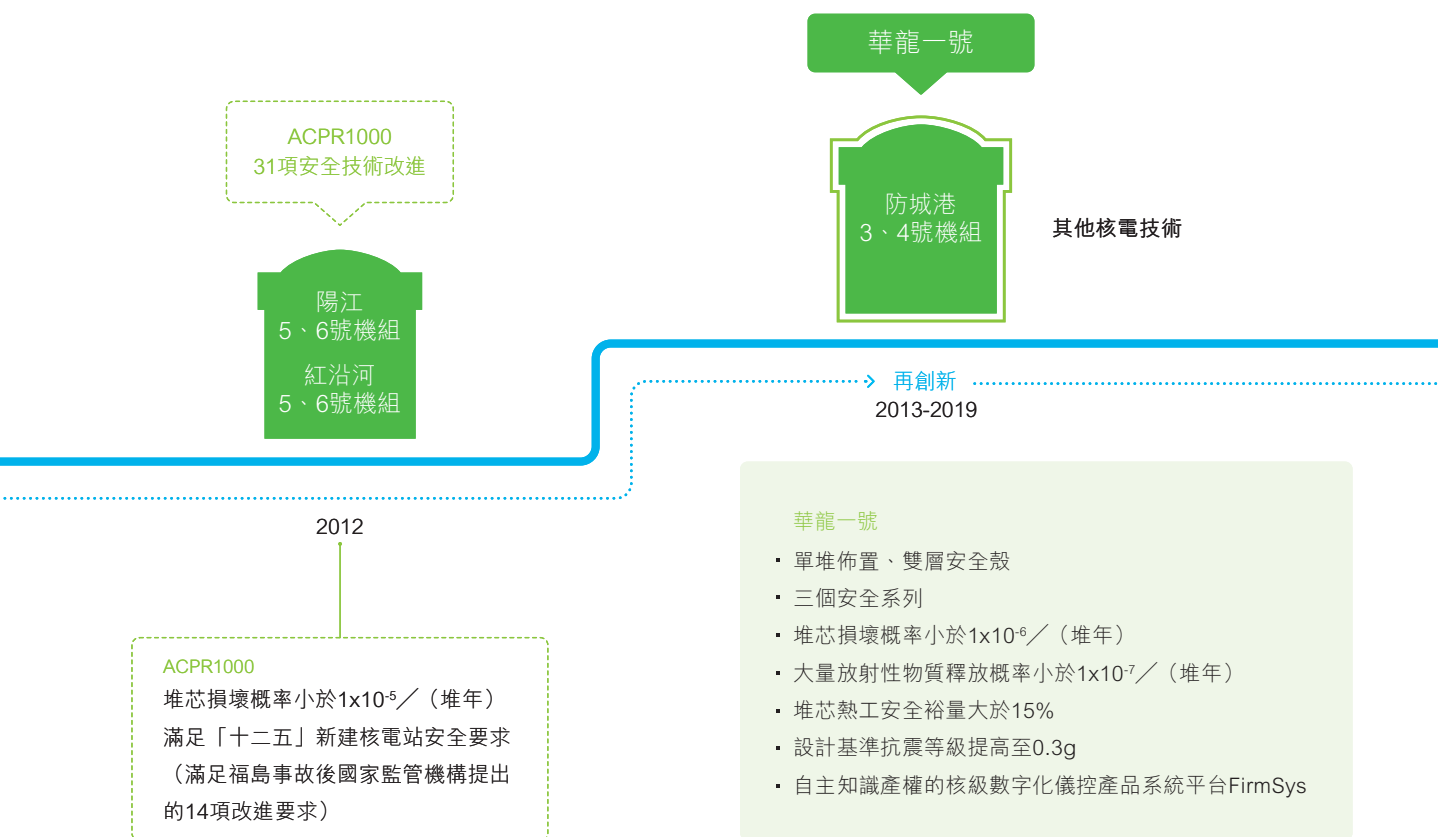 華龍一號
ACPR1000
31項安全技術改進
防城港
3、4號機組
其他核電技術
陽江
5、6號機組
紅沿河
5、6號機組
再創新
2013-2019
2012
ACPR1000
堆芯損壞概率小於1x10⁻⁵╱（堆年）
滿足「十二五」新建核電站安全要求
（滿足福島事故後國家監管機構提出
的14項改進要求）
華龍一號
▪ 單堆佈置、雙層安全殼
▪ 三個安全系列
▪ 堆芯損壞概率小於1x10⁻⁶╱（堆年）
▪ 大量放射性物質釋放概率小於1x10⁻⁷╱（堆年）
▪ 堆芯熱工安全裕量大於15%
▪ 設計基準抗震等級提高至0.3g
▪ 自主知識產權的核級數字化儀控產品系統平台FirmSys